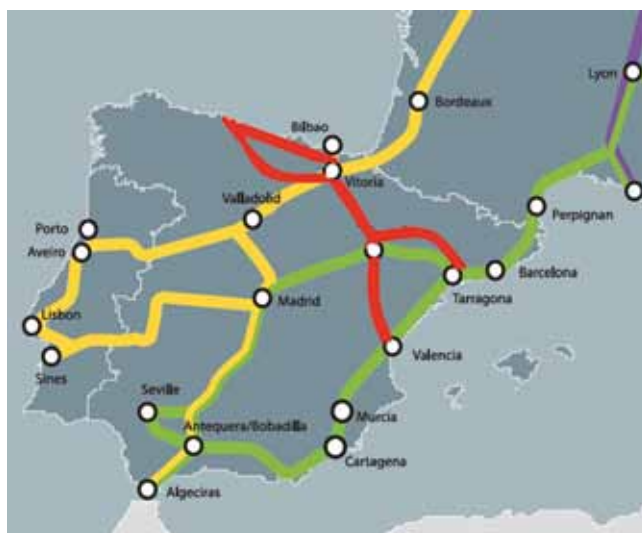 Lyon
Bordeaux
Bilbao
Vitoria
Valladolid
Perpignan
Porto
Aveiro
Barcelona
Tarragona
Madrid
Lisbon
Valencia
Sines
Seville
Murcia
Antequera/Bobadilla
Cartagena
Algeciras